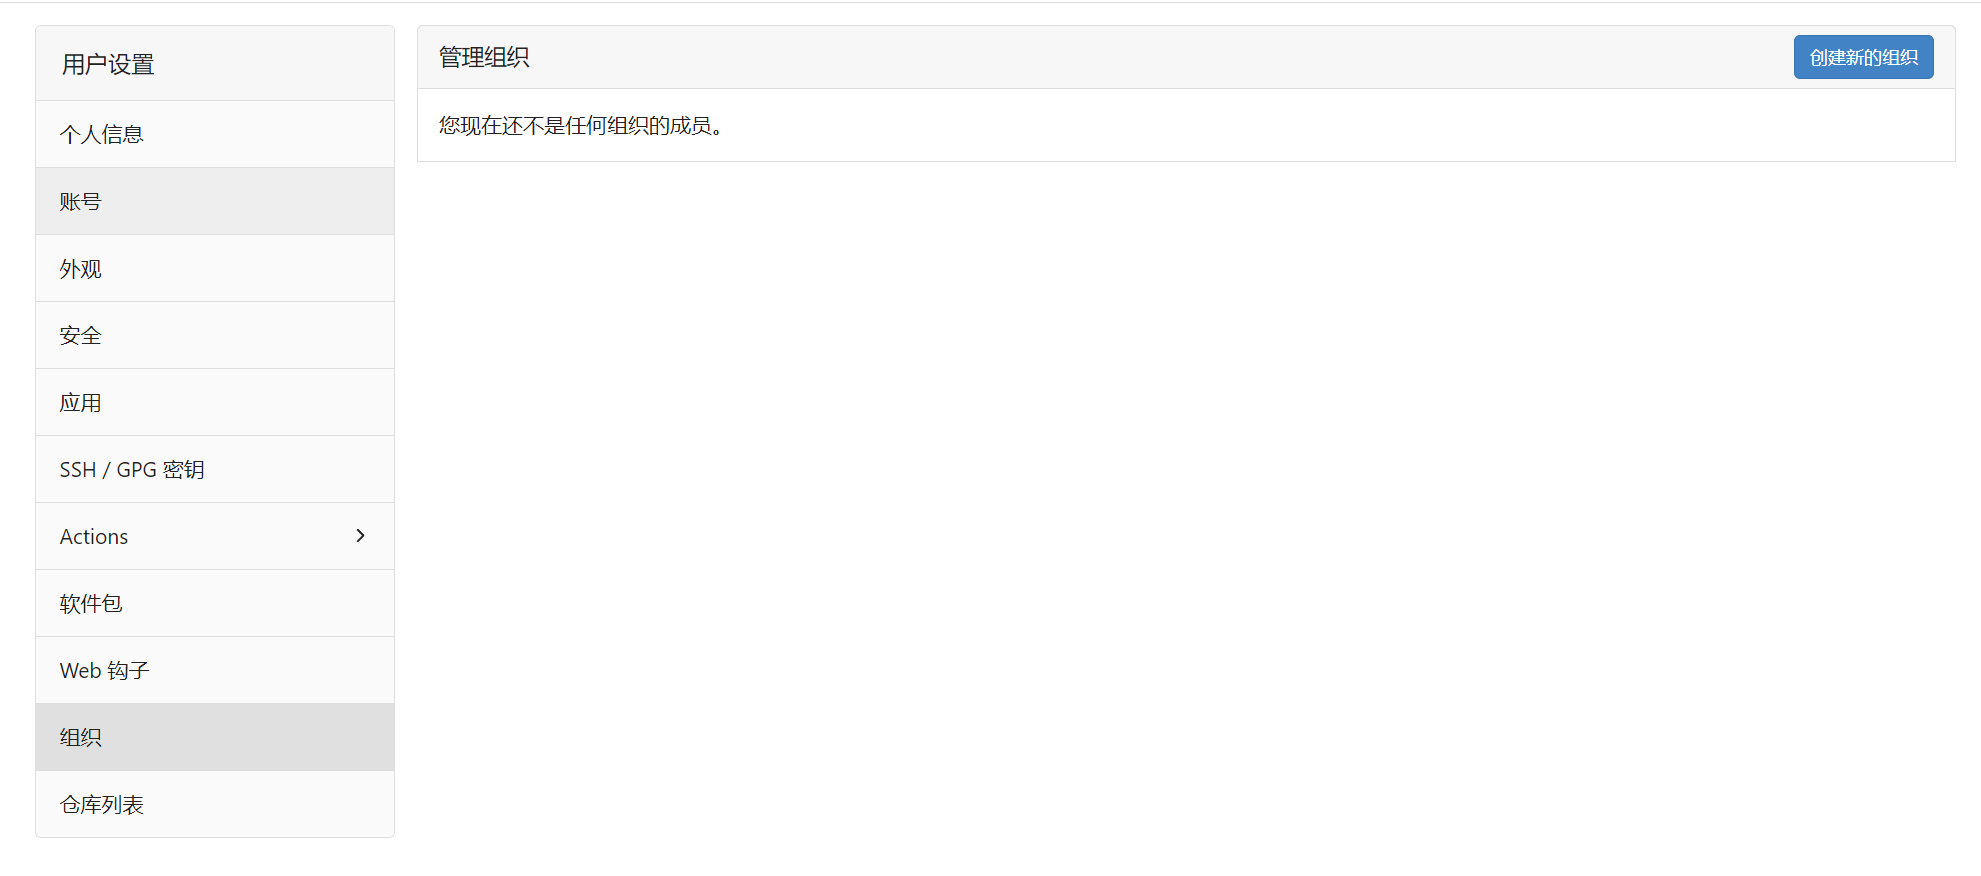 用户设置
个人信息
账号
外观
安全
应用
SSH / GPG 密钥
Actions
软件包
Web 钩子
组织
仓库列表
管理组织
创建新的组织
您现在还不是任何组织的成员。